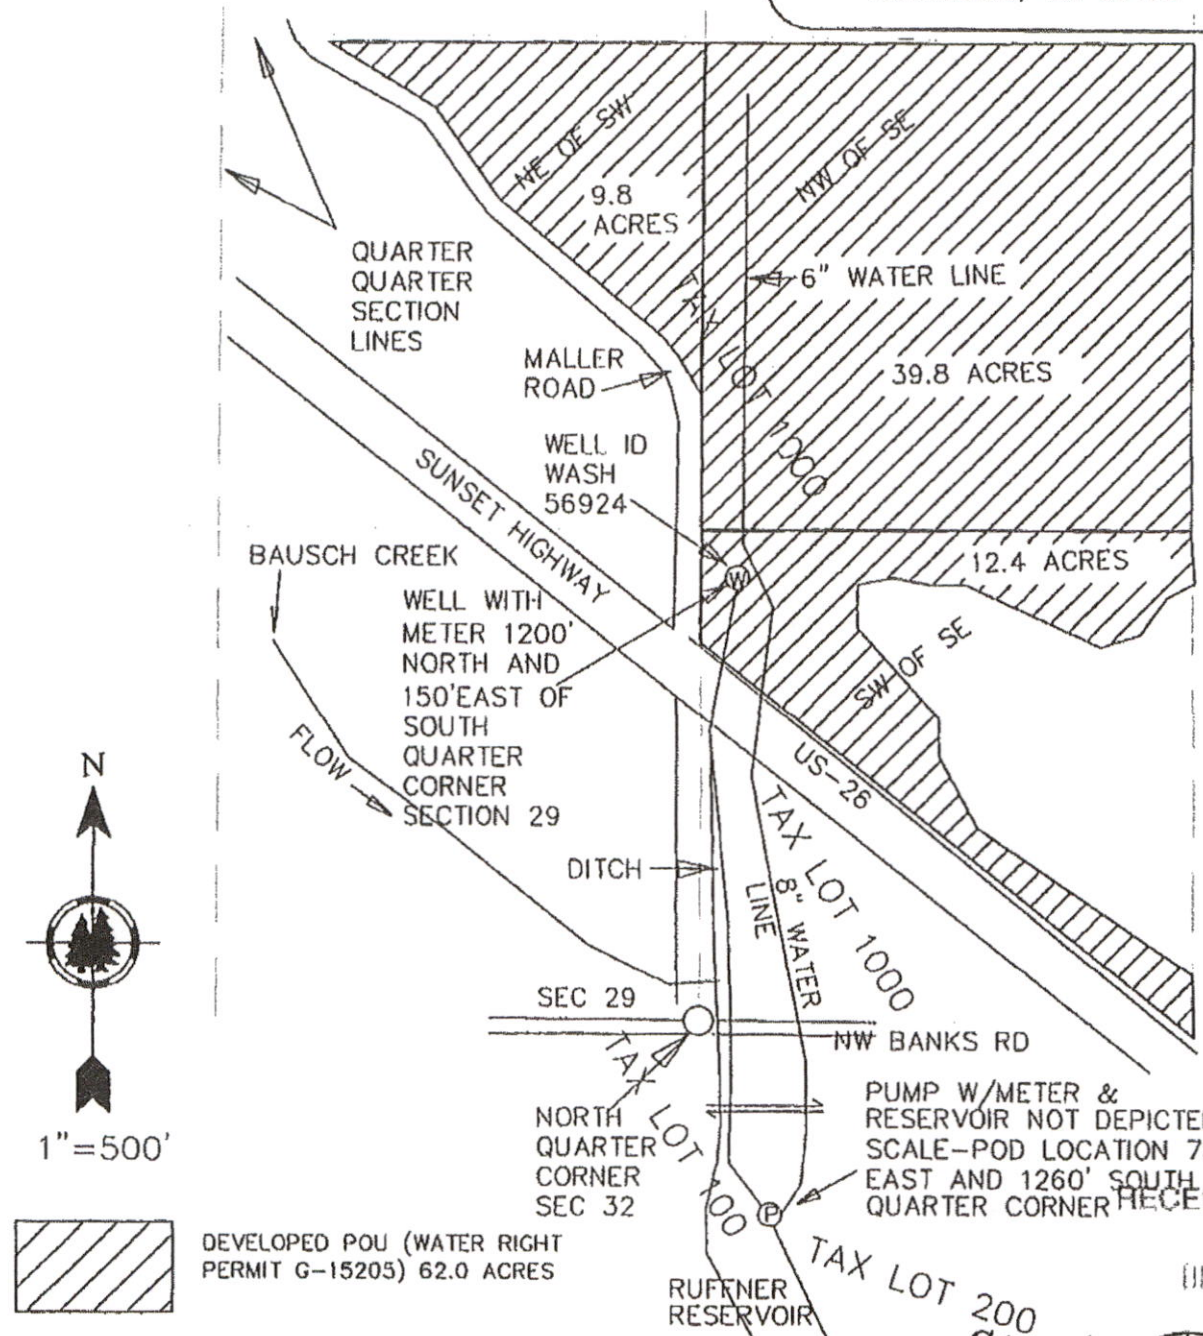 NE OF SW
NW OF SE
9.8
ACRES
QUARTER
QUARTER
SECTION
LINES
6" WATER LINE
MALLER
ROAD
39.8 ACRES
TAX LOT 1000
WELL ID
WASH
56924
SUNSET HIGHWAY
BAUSCH CREEK
12.4 ACRES
W
WELL WITH
METER 1200'
NORTH AND
150'EAST OF
SOUTH
QUARTER
CORNER
SECTION 29
SW OF SE
FLOW
US-26
N
DITCH
TAX LOT 1000
8" WATER
LINE
SEC 29
NW BANKS RD
TAX LOT 100
NORTH
QUARTER
CORNER
SEC 32
PUMP W/METER &
RESERVOIR NOT DEPICTE
SCALE-POD LOCATION 7
EAST AND 1260' SOUTH
QUARTER CORNER
RECE
1"=500'
P
DEVELOPED POU (WATER RIGHT
PERMIT G-15205) 62.0 ACRES
TAX LOT 200
RUFFNER
RESERVOIR